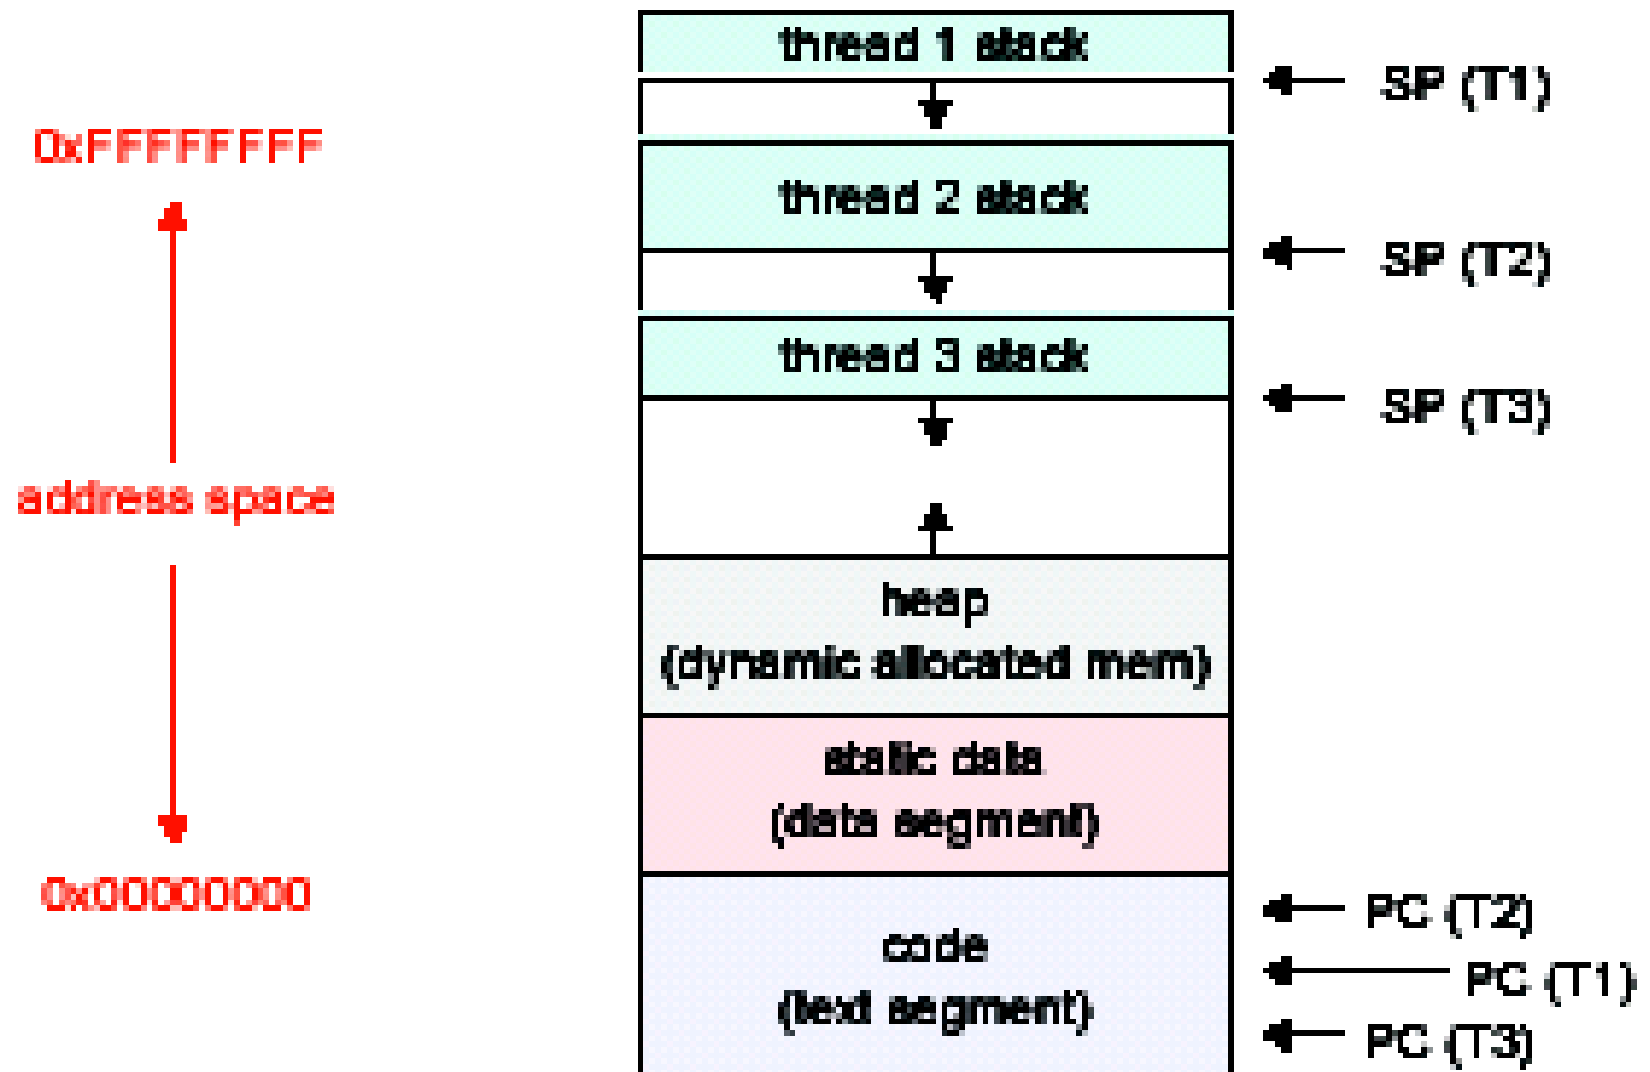 thread 1 stack
SP (T1)
0xFFFFFFFF
thread 2 stack
SP (T2)
thread 3 stack
SP (T3)
address space
heap
(dynamic allocated mem)
static data
(data segment)
0x00000000
PC (T2)
code
PC (T1)
(text segment)
PC (T3)